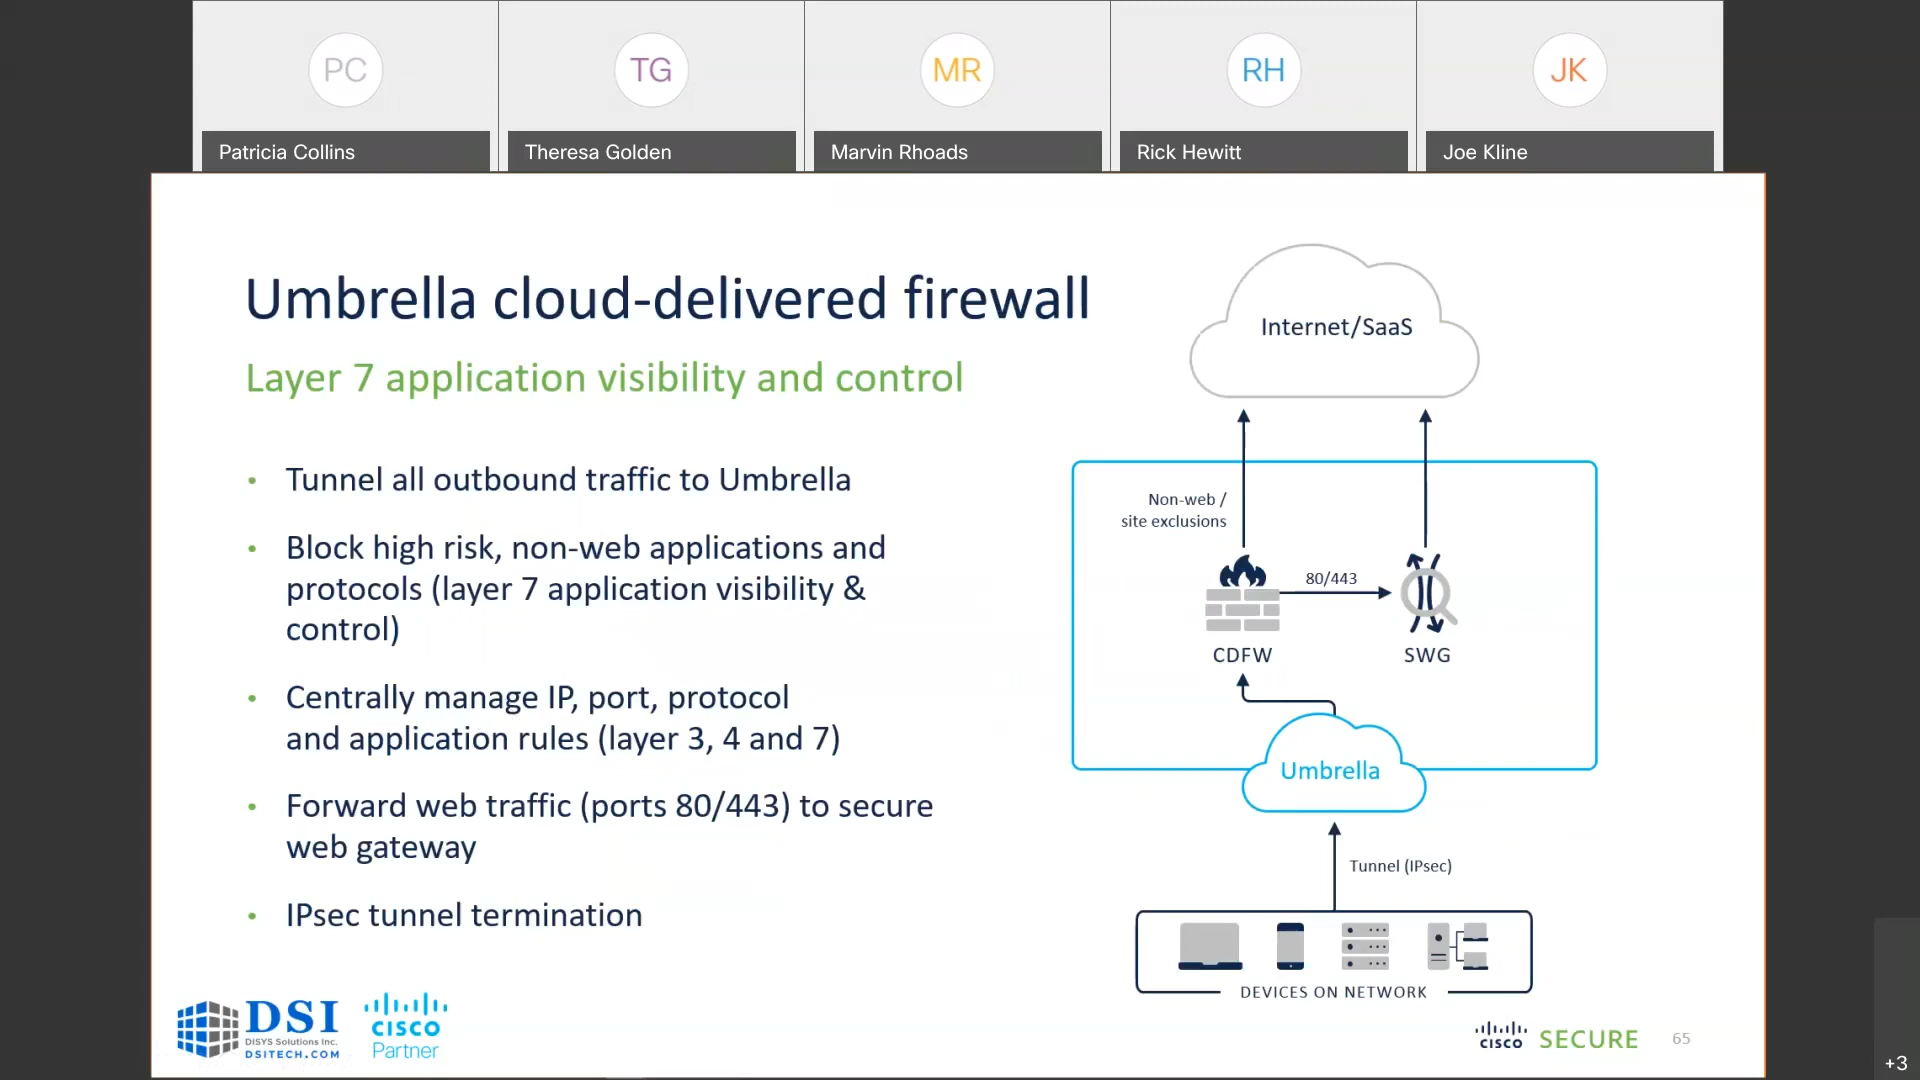 PC
TG
MR
RH
JK
Patricia Collins
Theresa Golden
Marvin Rhoads
Rick Hewitt
Joe Kline
Umbrella cloud-delivered firewall
Layer 7 application visibility and control
• Tunnel all outbound traffic to Umbrella
• Block high risk, non-web applications and
protocols (layer 7 application visibility &
control)
• Centrally manage IP, port, protocol
and application rules (layer 3, 4 and 7)
• Forward web traffic (ports 80/443) to secure
web gateway
• IPsec tunnel termination
Internet/SaaS
Non-web /
site exclusions
80/443
CDFW
SWG
Umbrella
Tunnel (IPsec)
DEVICES ON NETWORK
DSI
DISYS Solutions Inc.
DSITECH.COM
CISCO
Partner
CISCO
SECURE
65
+3